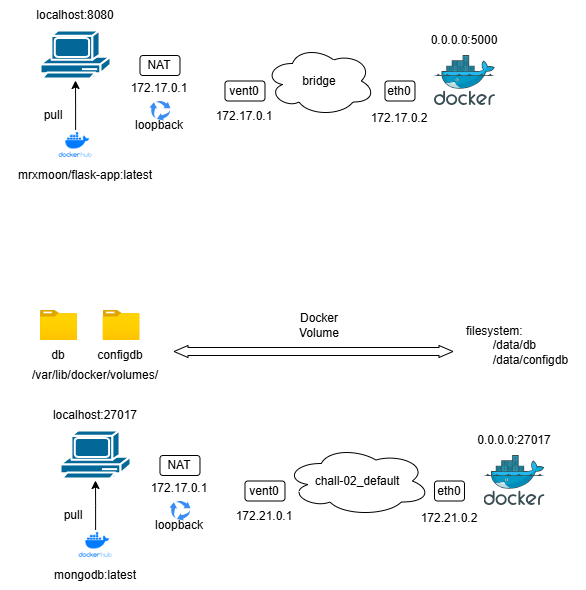 localhost:8080
0.0.0.0:5000
NAT
172.17.0.1
loopback
vent0
172.17.0.1
bridge
eth0
172.17.0.2
docker
pull
dockerhub
mrxmoon/flask-app:latest
db
configdb
/var/lib/docker/volumes/
Docker
Volume
filesystem:
/data/db
/data/configdb
localhost:27017
0.0.0.0:27017
NAT
172.17.0.1
loopback
vent0
172.21.0.1
chall-02_default
eth0
172.21.0.2
docker
pull
dockerhub
mongodb:latest